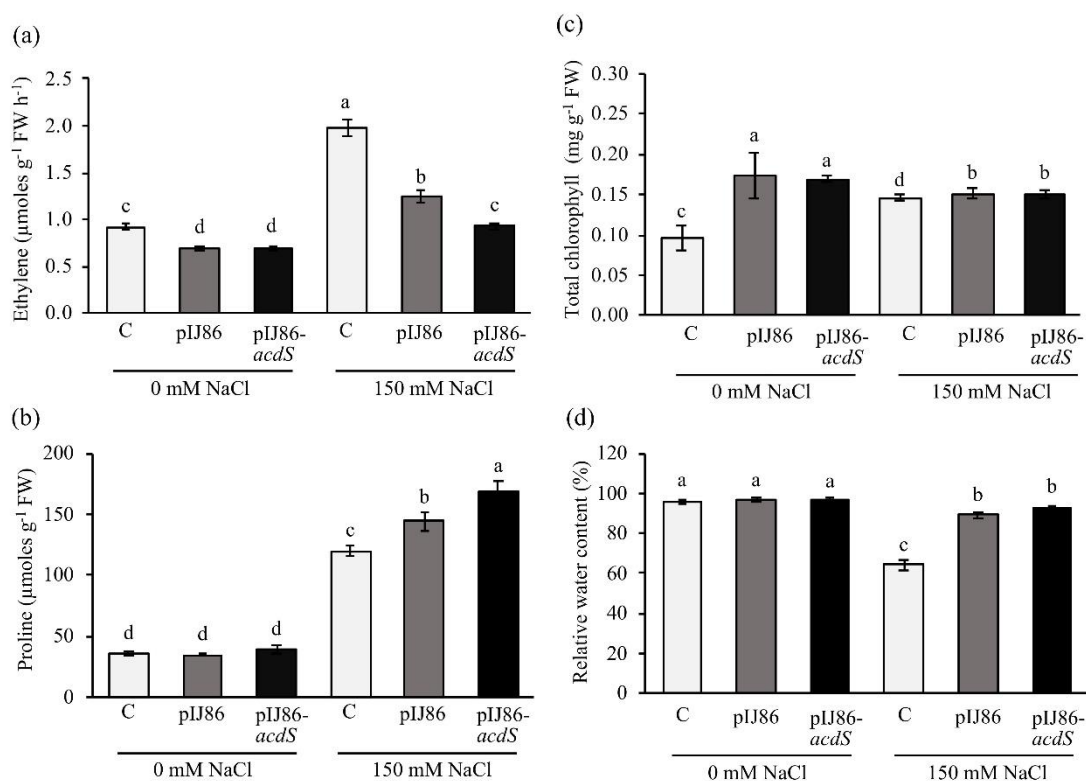 (a)
Ethylene (µmoles g⁻¹ FW h⁻¹)
2.5
2.0
1.5
1.0
0.5
0.0
c
d
d
a
b
c
C
pIJ86
pIJ86-
acdS
C
pIJ86
pIJ86-
acdS
0 mM NaCl
150 mM NaCl
(c)
Total chlorophyll (mg g⁻¹ FW)
0.30
0.25
0.20
0.15
0.10
0.05
0.00
c
a
a
d
b
b
C
pIJ86
pIJ86-
acdS
C
pIJ86
pIJ86-
acdS
0 mM NaCl
150 mM NaCl
(b)
Proline (µmoles g⁻¹ FW)
200
150
100
50
0
d
d
d
c
b
a
C
pIJ86
pIJ86-
acdS
C
pIJ86
pIJ86-
acdS
0 mM NaCl
150 mM NaCl
(d)
Relative water content (%)
120
100
80
60
40
20
0
a
a
a
c
b
b
C
pIJ86
pIJ86-
acdS
C
pIJ86
pIJ86-
acdS
0 mM NaCl
150 mM NaCl